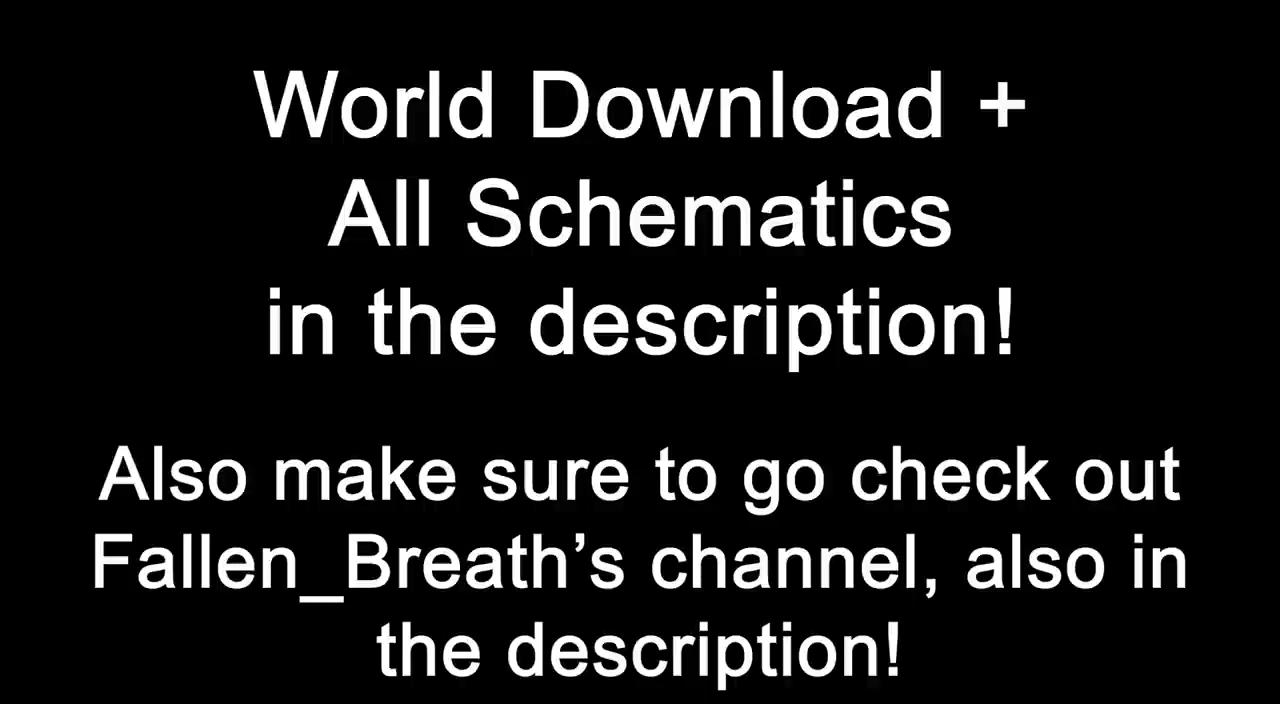 World Download +
All Schematics
in the description!
Also make sure to go check out
Fallen_Breath’s channel, also in
the description!